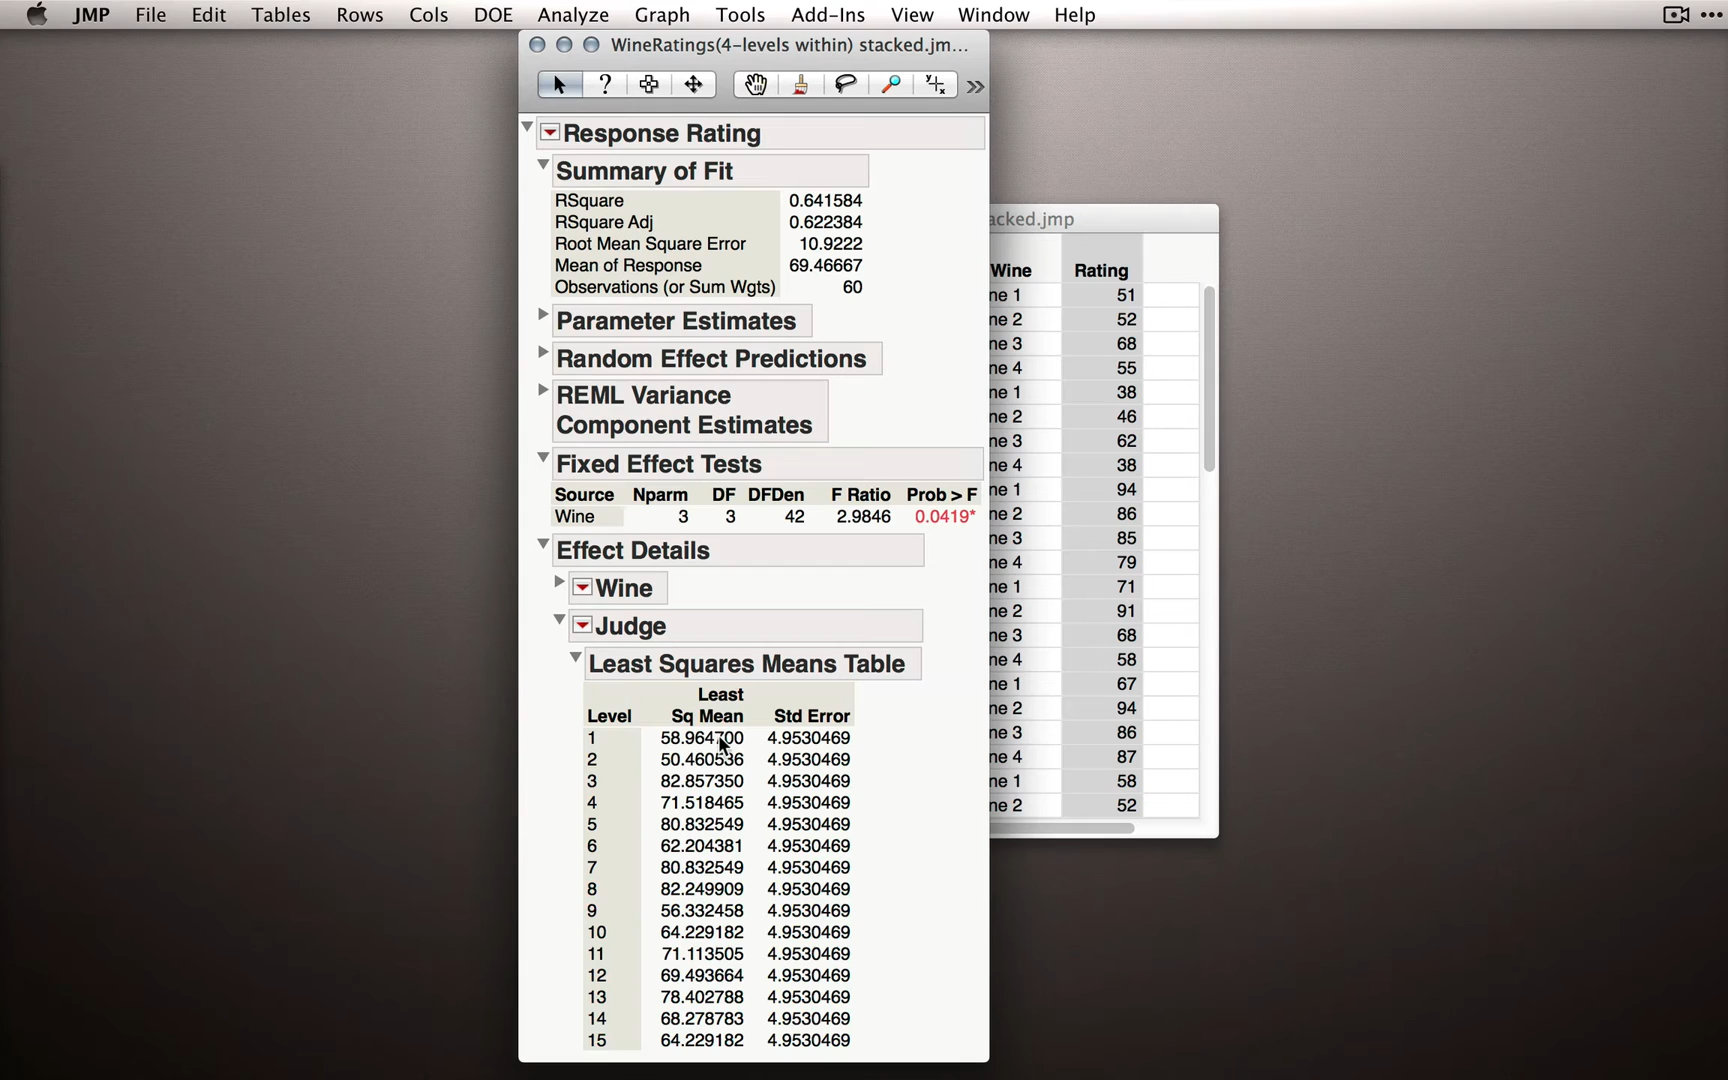 JMP File Edit Tables Rows Cols DOE Analyze Graph Tools Add-Ins View Window Help
WineRatings(4-levels within) stacked.jm...
Response Rating
Summary of Fit
RSquare 0.641584
RSquare Adj 0.622384
Root Mean Square Error 10.9222
Mean of Response 69.46667
Observations (or Sum Wgts) 60
Parameter Estimates
Random Effect Predictions
REML Variance
Component Estimates
Fixed Effect Tests
Source Nparm DF DFDen F Ratio Prob > F
Wine 3 3 42 2.9846 0.0419*
Effect Details
Wine
Judge
Least Squares Means Table
Least
Level Sq Mean Std Error
1 58.964700 4.9530469
2 50.460536 4.9530469
3 82.857350 4.9530469
4 71.518465 4.9530469
5 80.832549 4.9530469
6 62.204381 4.9530469
7 80.832549 4.9530469
8 82.249909 4.9530469
9 56.332458 4.9530469
10 64.229182 4.9530469
11 71.113505 4.9530469
12 69.493664 4.9530469
13 78.402788 4.9530469
14 68.278783 4.9530469
15 64.229182 4.9530469
acked.jmp
Wine Rating
ne 1 51
ne 2 52
ne 3 68
ne 4 55
ne 1 38
ne 2 46
ne 3 62
ne 4 38
ne 1 94
ne 2 86
ne 3 85
ne 4 79
ne 1 71
ne 2 91
ne 3 68
ne 4 58
ne 1 67
ne 2 94
ne 3 86
ne 4 87
ne 1 58
ne 2 52